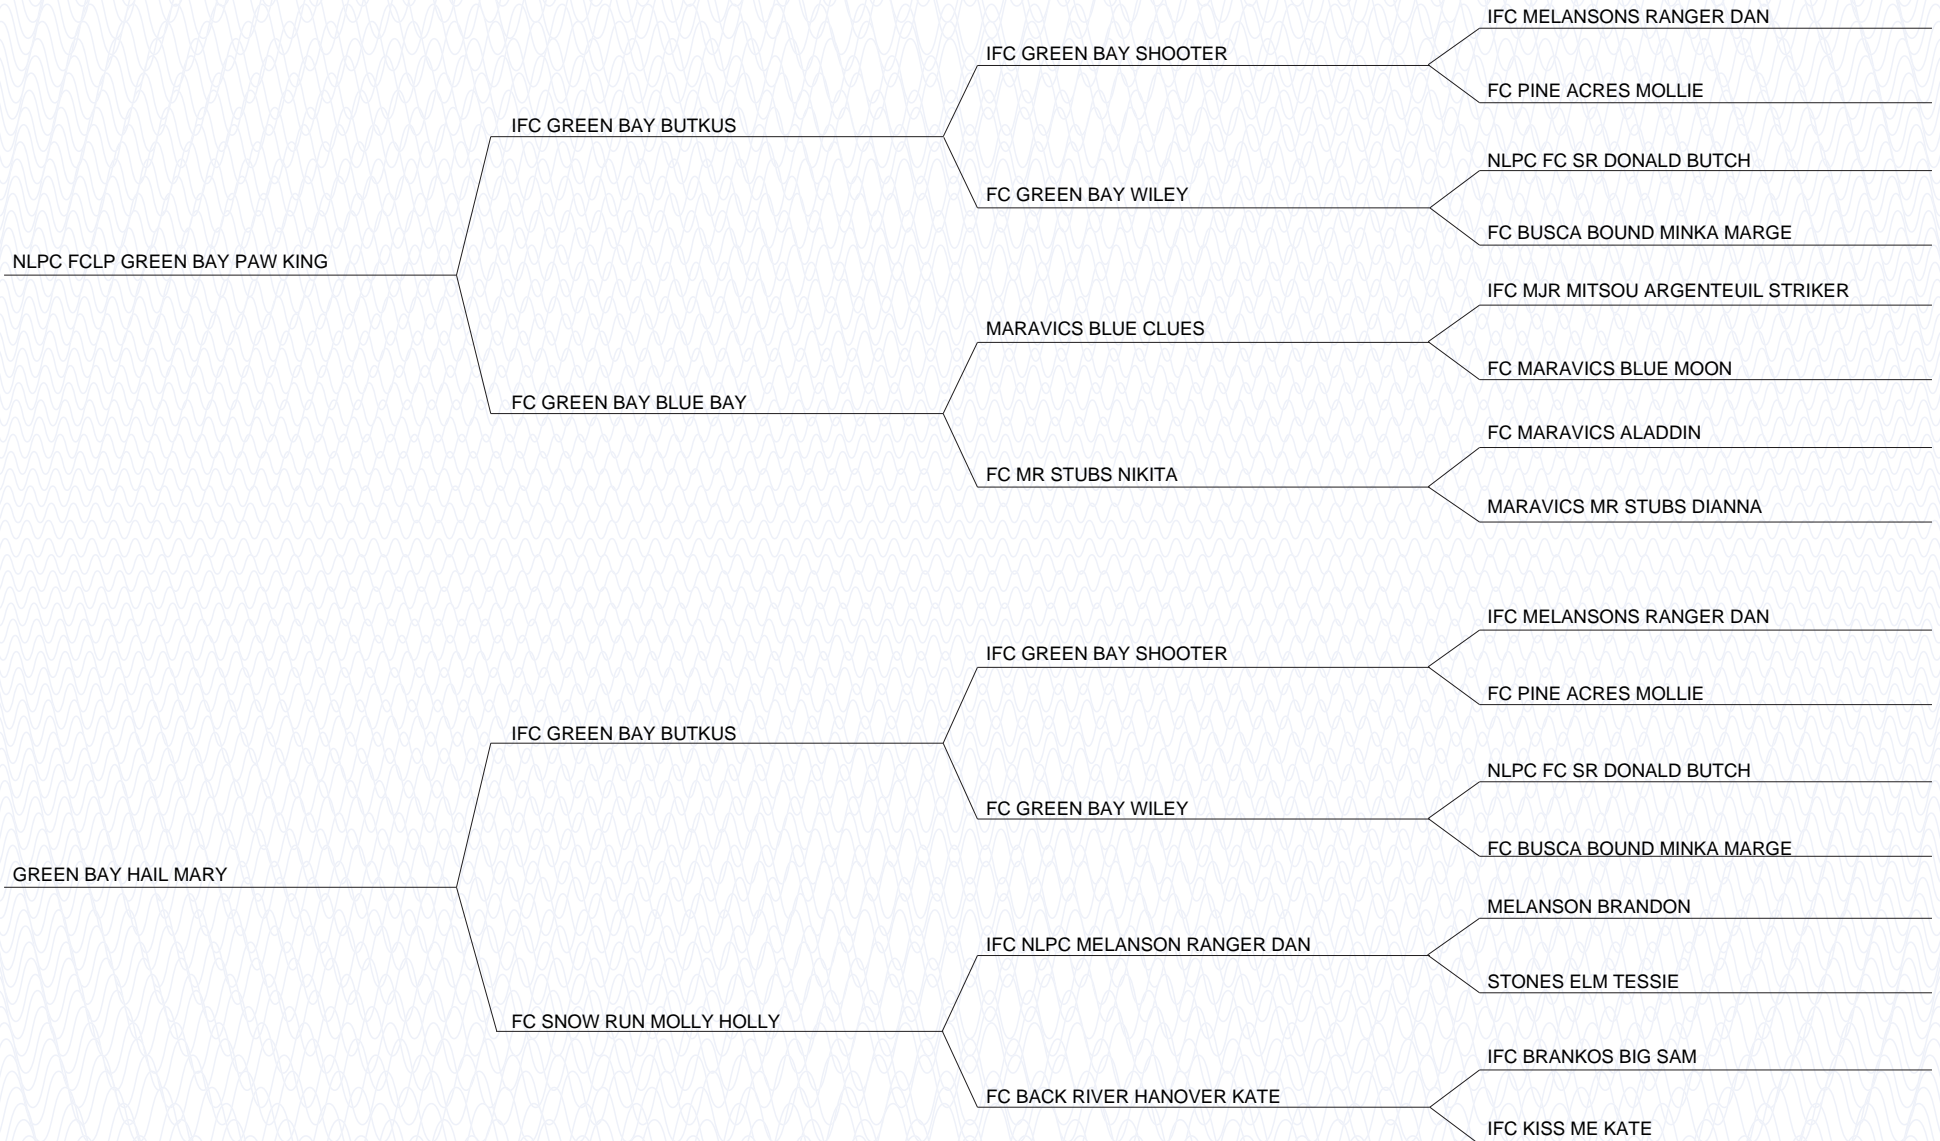 IFC MELANSONS RANGER DAN
IFC GREEN BAY SHOOTER
FC PINE ACRES MOLLIE
IFC GREEN BAY BUTKUS
NLPC FC SR DONALD BUTCH
FC GREEN BAY WILEY
FC BUSCA BOUND MINKA MARGE
NLPC FCLP GREEN BAY PAW KING
IFC MJR MITSOU ARGENTEUIL STRIKER
MARAVICS BLUE CLUES
FC MARAVICS BLUE MOON
FC GREEN BAY BLUE BAY
FC MARAVICS ALADDIN
FC MR STUBS NIKITA
MARAVICS MR STUBS DIANNA
IFC MELANSONS RANGER DAN
IFC GREEN BAY SHOOTER
FC PINE ACRES MOLLIE
IFC GREEN BAY BUTKUS
NLPC FC SR DONALD BUTCH
FC GREEN BAY WILEY
FC BUSCA BOUND MINKA MARGE
GREEN BAY HAIL MARY
MELANSON BRANDON
IFC NLPC MELANSON RANGER DAN
STONES ELM TESSIE
FC SNOW RUN MOLLY HOLLY
IFC BRANKOS BIG SAM
FC BACK RIVER HANOVER KATE
IFC KISS ME KATE